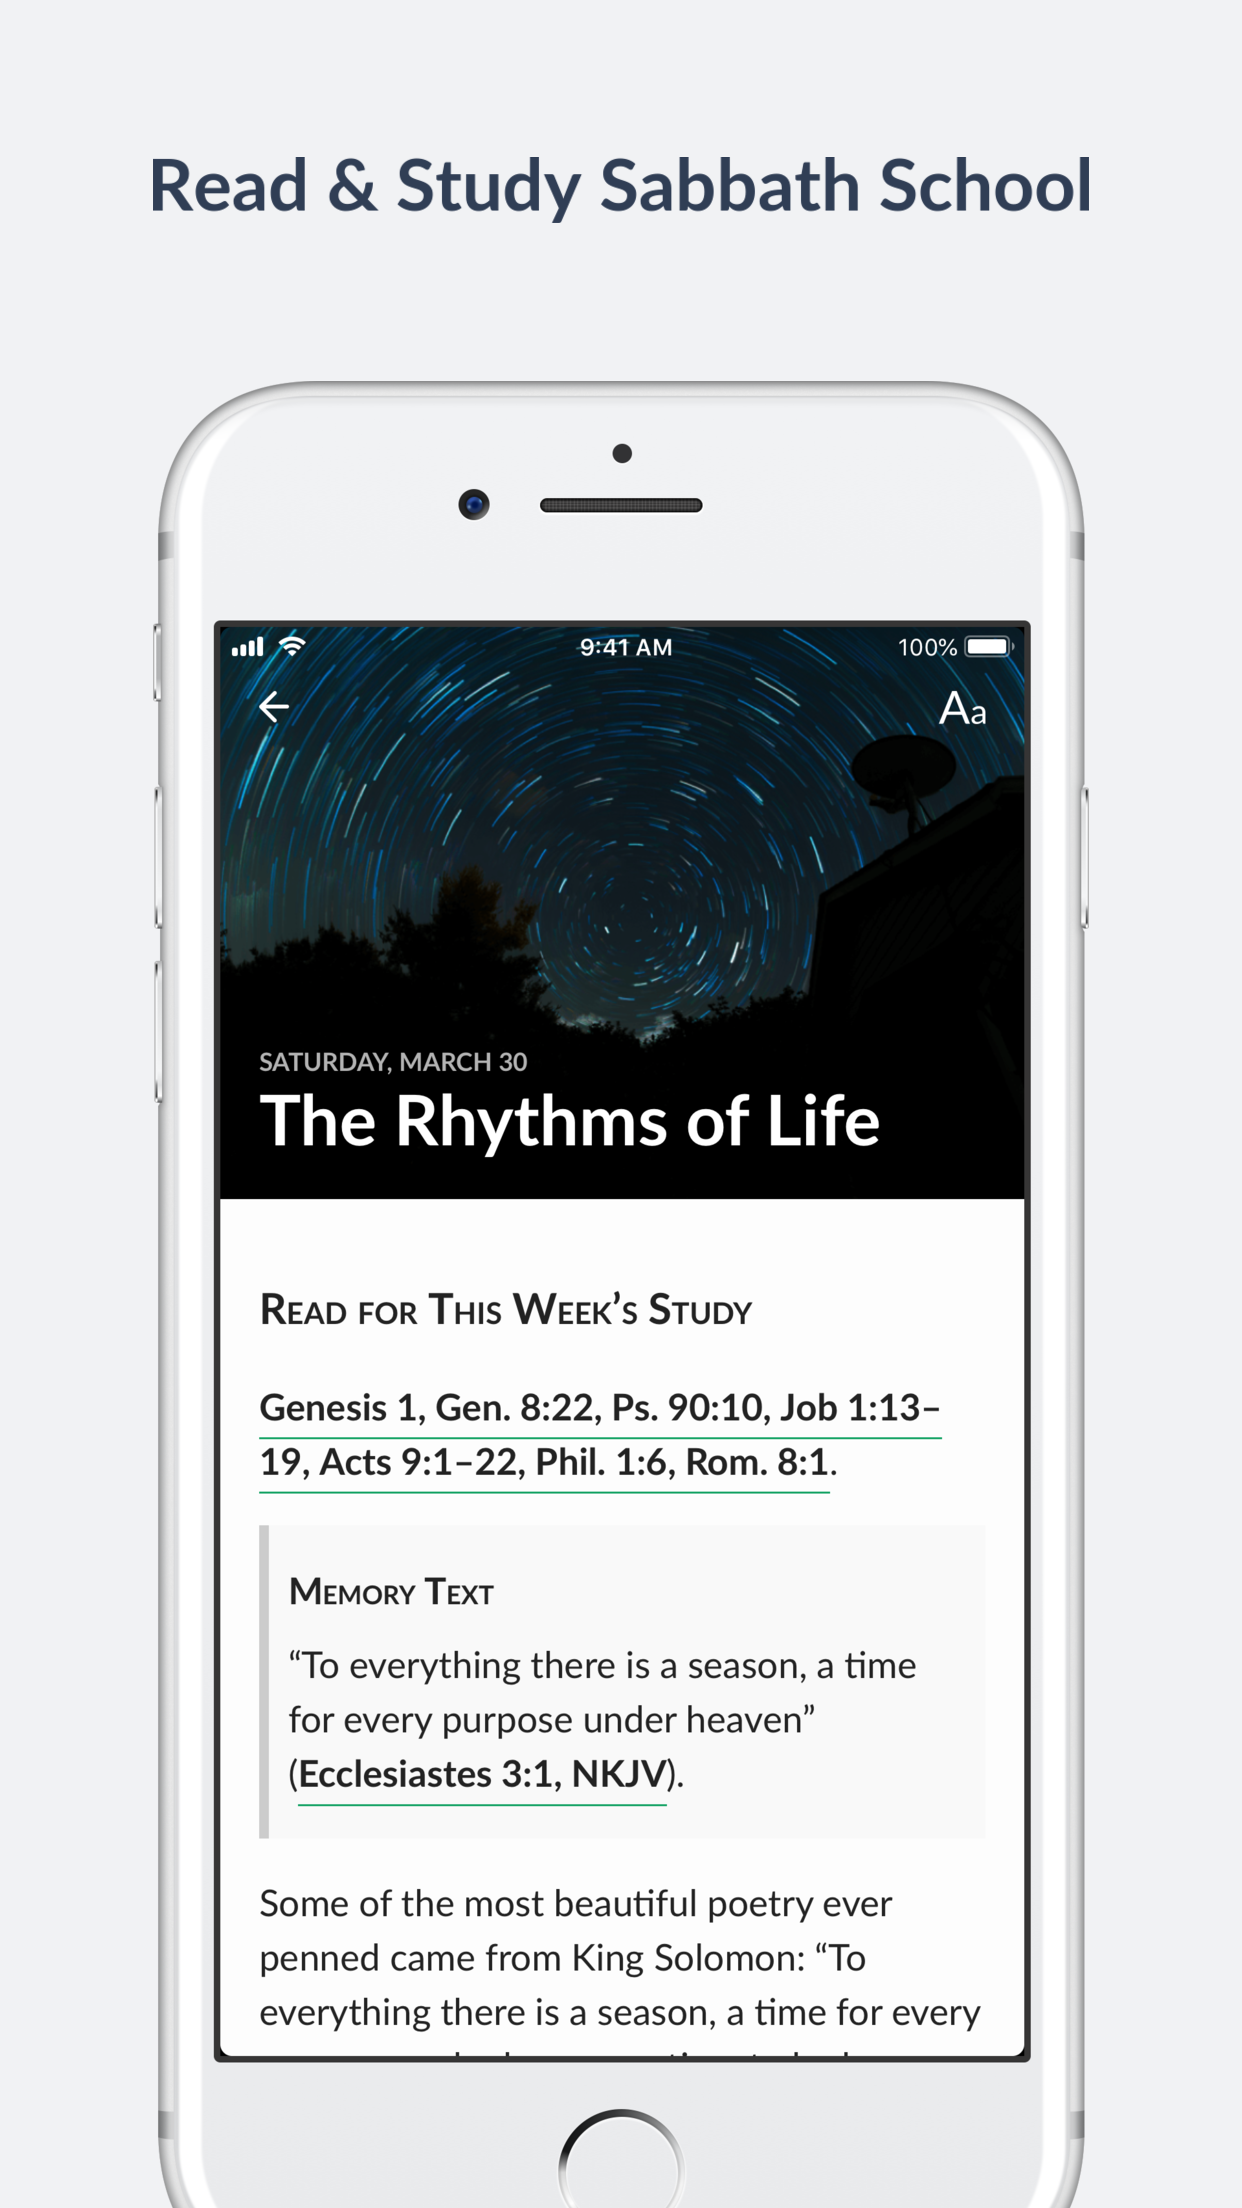 Read & Study Sabbath School
9:41 AM
100%
Aa
SATURDAY, MARCH 30
The Rhythms of Life
Read for This Week’s Study
Genesis 1, Gen. 8:22, Ps. 90:10, Job 1:13–
19, Acts 9:1–22, Phil. 1:6, Rom. 8:1.
Memory Text
“To everything there is a season, a time
for every purpose under heaven”
(Ecclesiastes 3:1, NKJV).
Some of the most beautiful poetry ever
penned came from King Solomon: “To
everything there is a season, a time for every